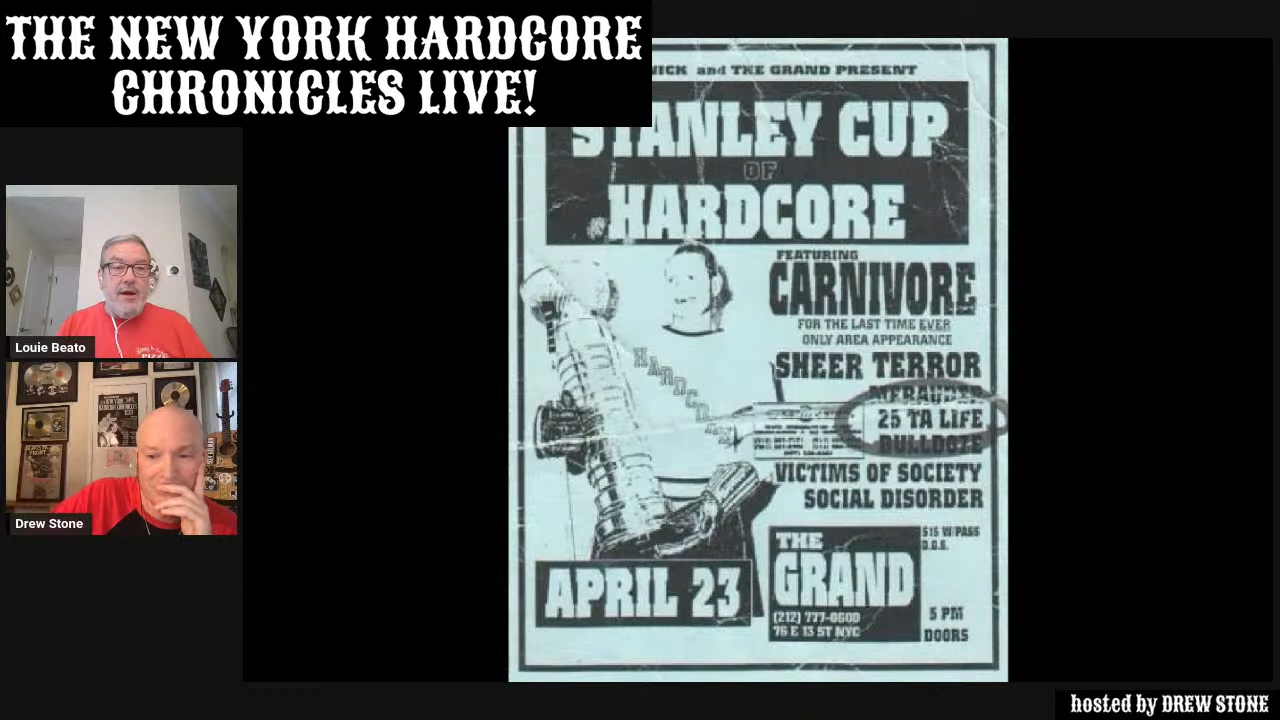 THE NEW YORK HARDCORE
CHRONICLES LIVE!
and THE GRAND PRESENT
STANLEY CUP
OF
HARDCORE
FEATURING
CARNIVORE
FOR THE LAST TIME EVER
ONLY AREA APPEARANCE
SHEER TERROR
MERAUDER
25 TA LIFE
BULLDOZE
VICTIMS OF SOCIETY
SOCIAL DISORDER
HARDCORE
APRIL 23
THE
GRAND
(212) 777-0600
76 E 13 ST NYC
$15 W/PASS
D.O.S.
5 PM
DOORS
Louie Beato
Drew Stone
hosted by DREW STONE